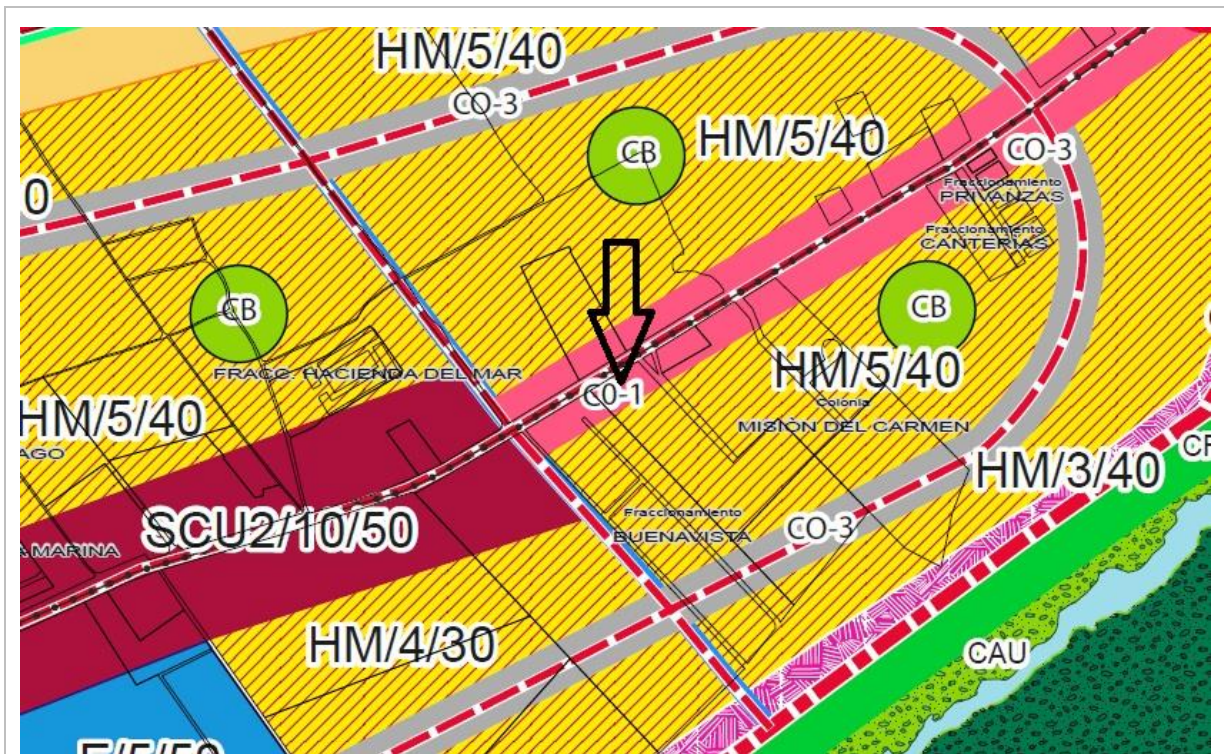 HM/5/40
CO-3
CB
HM/5/40
CO-3
Fraccionamiento
PRIVANZAS
0
Fraccionamiento
CANTERIAS
CB
CB
FRACC. HACIENDA DEL MAR
HM/5/40
C0-1
Colonia
MISIÓN DEL CARMEN
HM/5/40
AGO
HM/3/40
SCU2/10/50
Fraccionamiento
BUENAVISTA
CO-3
A MARINA
HM/4/30
CAU